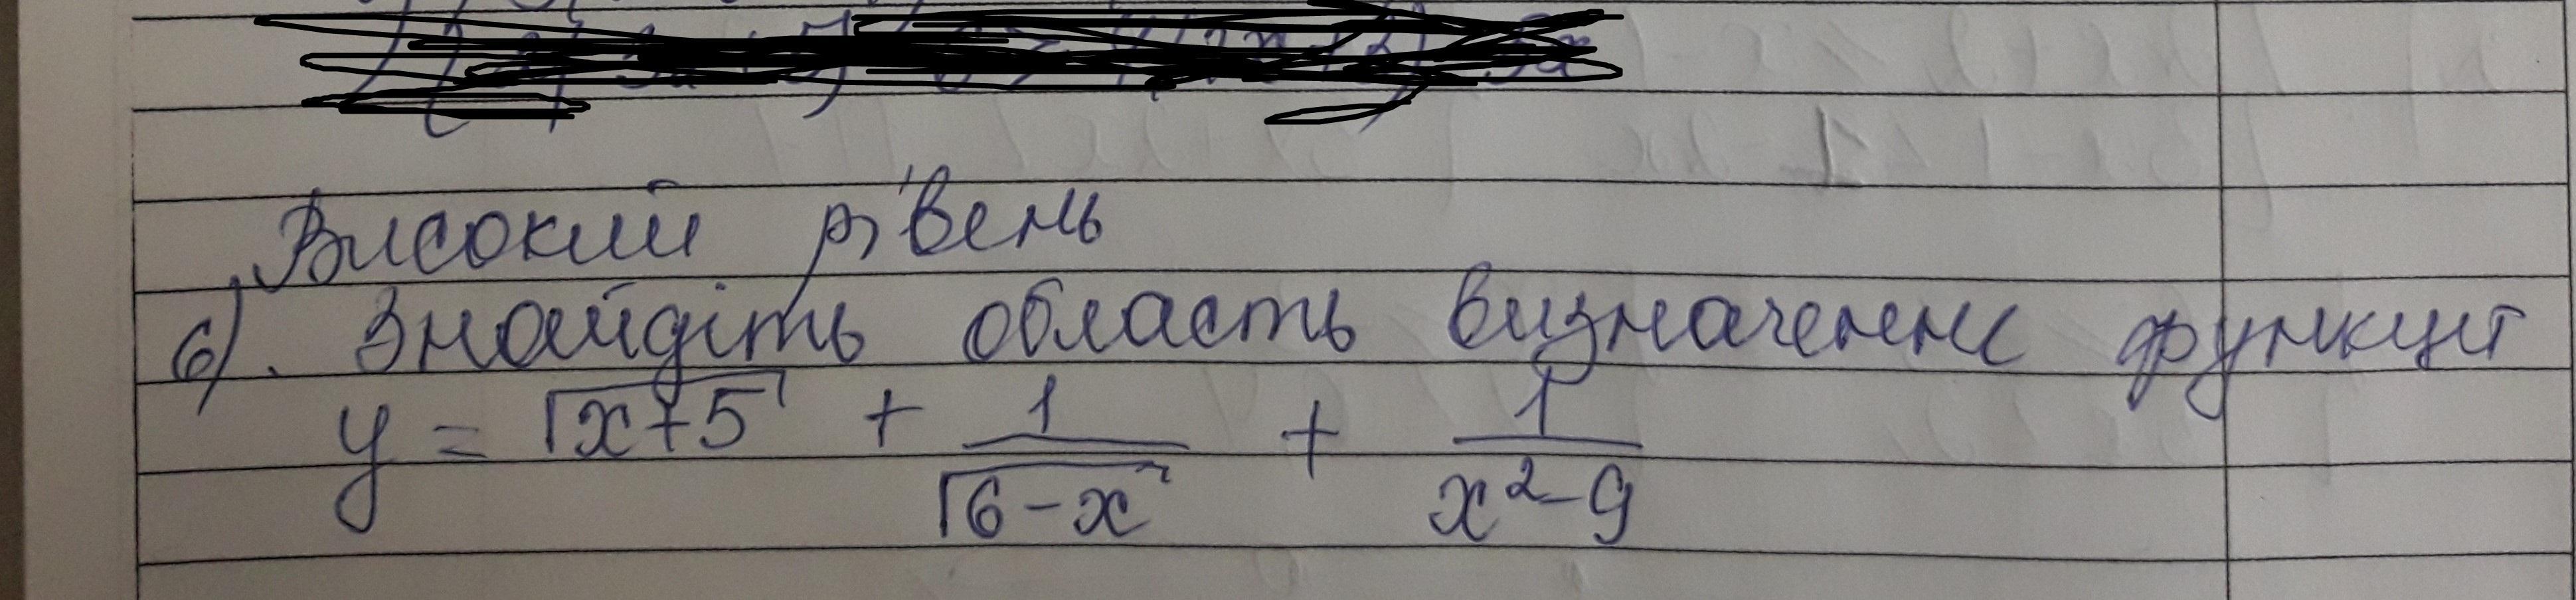 Високий рівень
6). Знайдіть область визначення функції
y = √x+5 + 1/√6-x + 1/x²-9